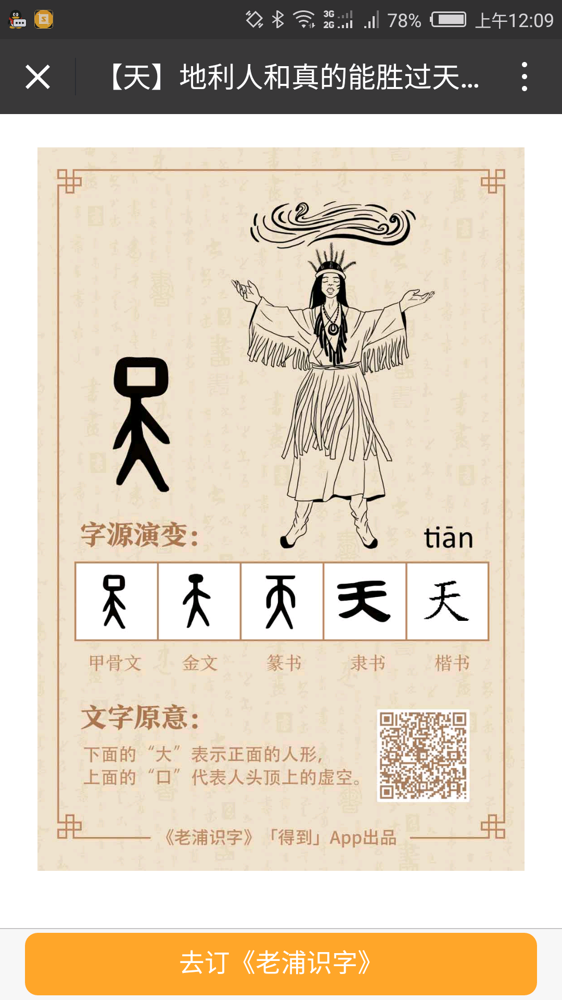 3G
2G
78%
上午12:09
【天】地利人和真的能胜过天...
字源演变：
tiān
天 天
甲骨文 金文 篆书 隶书 楷书
文字原意：
下面的“大”表示正面的人形，
上面的“口”代表人头顶上的虚空。
《老浦识字》「得到」App出品
去订《老浦识字》